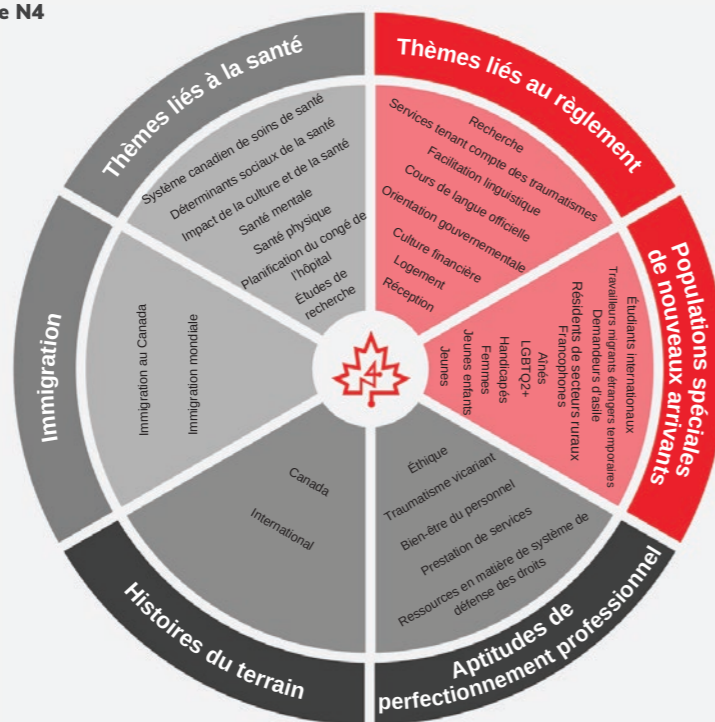 e N4
Thèmes liés à la santé
Système canadien de soins de santé
Déterminants sociaux de la santé
Impact de la culture et de la santé
Santé mentale
Santé physique
Planification du congé de
l'hôpital
Études de
recherche
Thèmes liés au règlement
Recherche
Services tenant compte des traumatismes
Facilitation linguistique
Cours de langue officielle
Orientation gouvernementale
Culture financière
Logement
Réception
Populations spéciales
de nouveaux arrivants
Étudiants internationaux
Travailleurs migrants étrangers temporaires
Demandeurs d'asile
Résidents de secteurs ruraux
Francophones
Aînés
LGBTQ2+
Handicapés
Femmes
Jeunes enfants
Jeunes
Aptitudes de
perfectionnement professionnel
Éthique
Traumatisme vicariant
Bien-être du personnel
Prestation de services
Ressources en matière de système de
défense des droits
Histoires du terrain
Canada
International
Immigration
Immigration au Canada
Immigration mondiale